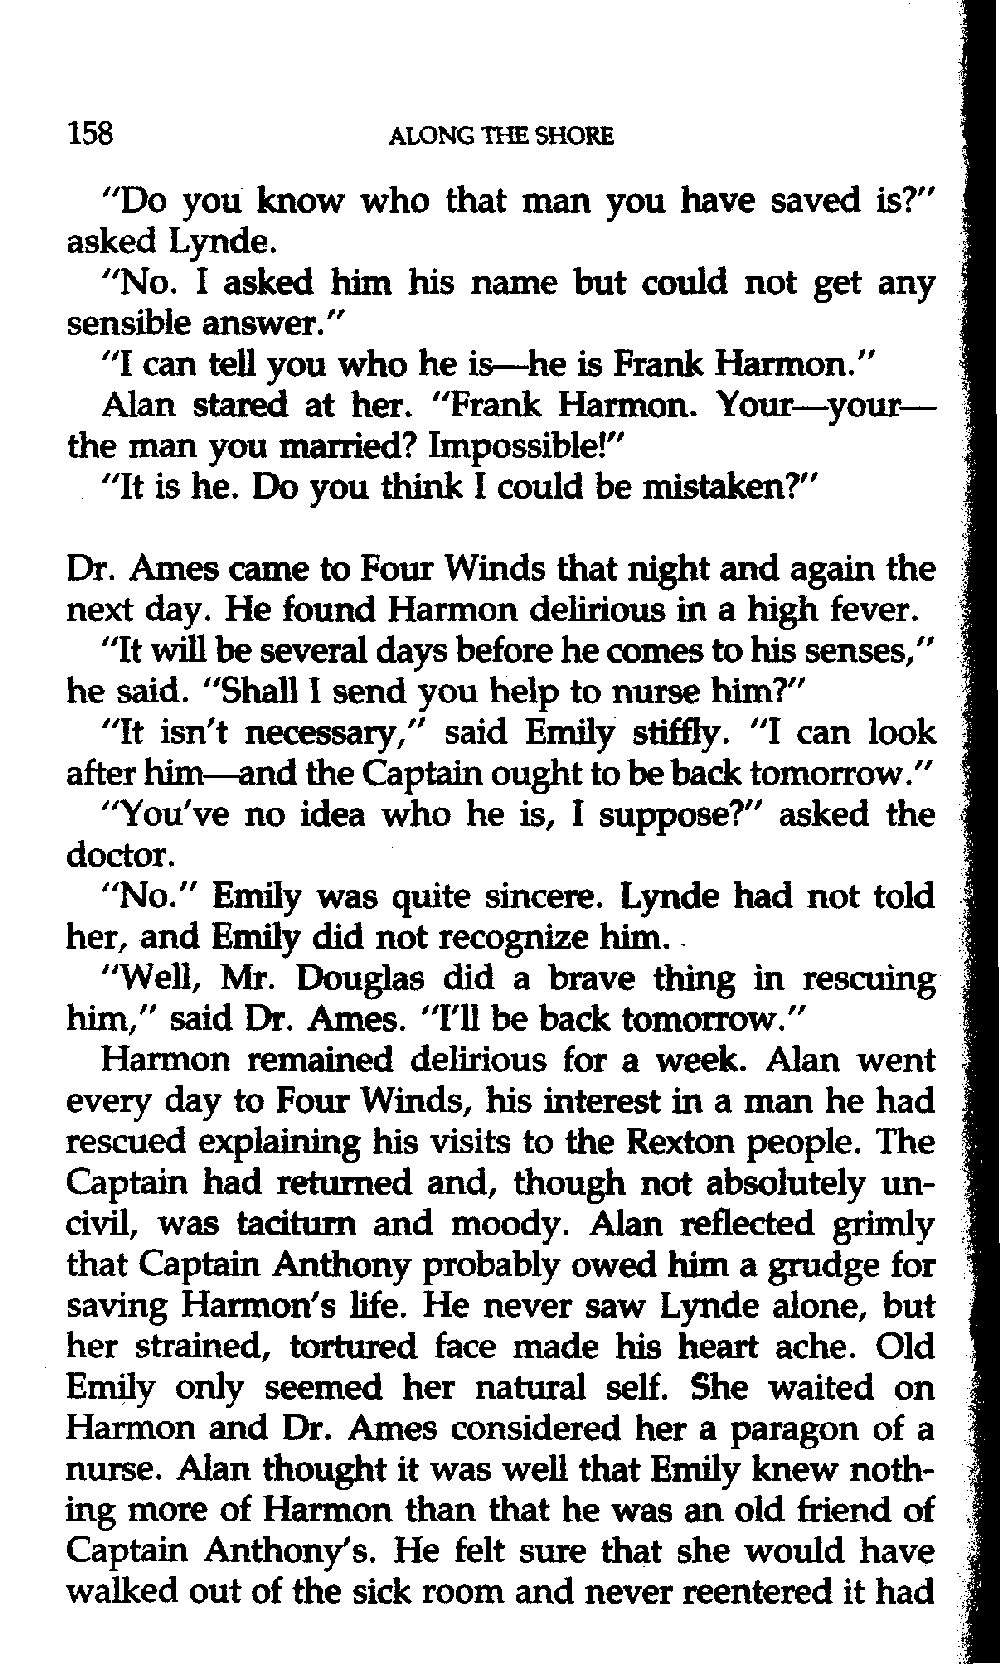 158 ALONG THE SHORE
"Do you know who that man you have saved is?"
asked Lynde.
"No. I asked him his name but could not get any
sensible answer."
"I can tell you who he is—he is Frank Harmon."
Alan stared at her. "Frank Harmon. Your—your—
the man you married? Impossible!"
"It is he. Do you think I could be mistaken?"
Dr. Ames came to Four Winds that night and again the
next day. He found Harmon delirious in a high fever.
"It will be several days before he comes to his senses,"
he said. "Shall I send you help to nurse him?"
"It isn't necessary," said Emily stiffly. "I can look
after him—and the Captain ought to be back tomorrow."
"You've no idea who he is, I suppose?" asked the
doctor.
"No." Emily was quite sincere. Lynde had not told
her, and Emily did not recognize him.
"Well, Mr. Douglas did a brave thing in rescuing
him," said Dr. Ames. "I'll be back tomorrow."
Harmon remained delirious for a week. Alan went
every day to Four Winds, his interest in a man he had
rescued explaining his visits to the Rexton people. The
Captain had returned and, though not absolutely un-
civil, was taciturn and moody. Alan reflected grimly
that Captain Anthony probably owed him a grudge for
saving Harmon's life. He never saw Lynde alone, but
her strained, tortured face made his heart ache. Old
Emily only seemed her natural self. She waited on
Harmon and Dr. Ames considered her a paragon of a
nurse. Alan thought it was well that Emily knew noth-
ing more of Harmon than that he was an old friend of
Captain Anthony's. He felt sure that she would have
walked out of the sick room and never reentered it had